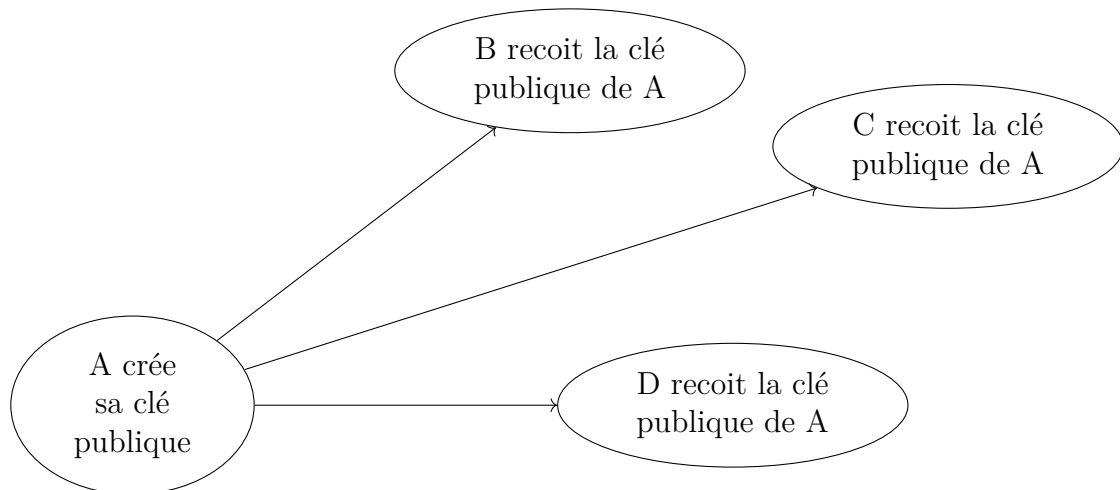 B recoit la clé
publique de A
C recoit la clé
publique de A
A crée
sa clé
publique
D recoit la clé
publique de A